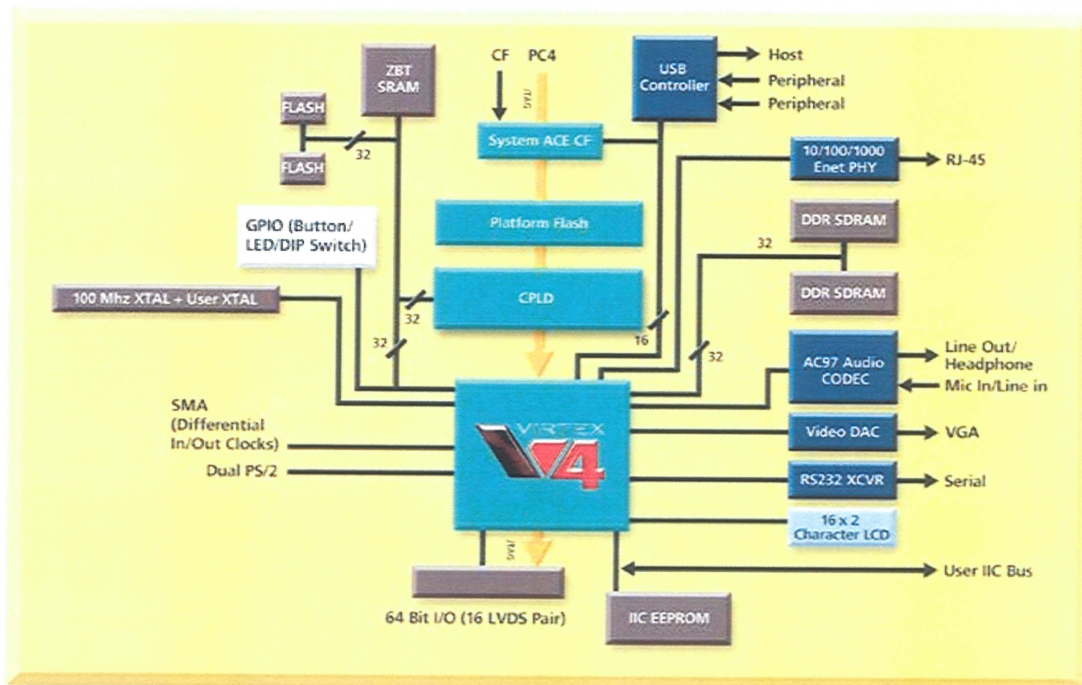 ZBT
SRAM
CF
PC4
JTAG
USB
Controller
Host
Peripheral
Peripheral
FLASH
32
FLASH
System ACE CF
10/100/1000
Enet PHY
RJ-45
GPIO (Button/
LED/DIP Switch)
Platform Flash
DDR SDRAM
32
DDR SDRAM
100 Mhz XTAL + User XTAL
CPLD
32
32
16
32
AC97 Audio
CODEC
Line Out/
Headphone
Mic In/Line in
SMA
(Differential
In/Out Clocks)
Dual PS/2
VIRTEX
V4
Video DAC
VGA
RS232 XCVR
Serial
16 x 2
Character LCD
JTAG
User IIC Bus
64 Bit I/O (16 LVDS Pair)
IIC EEPROM